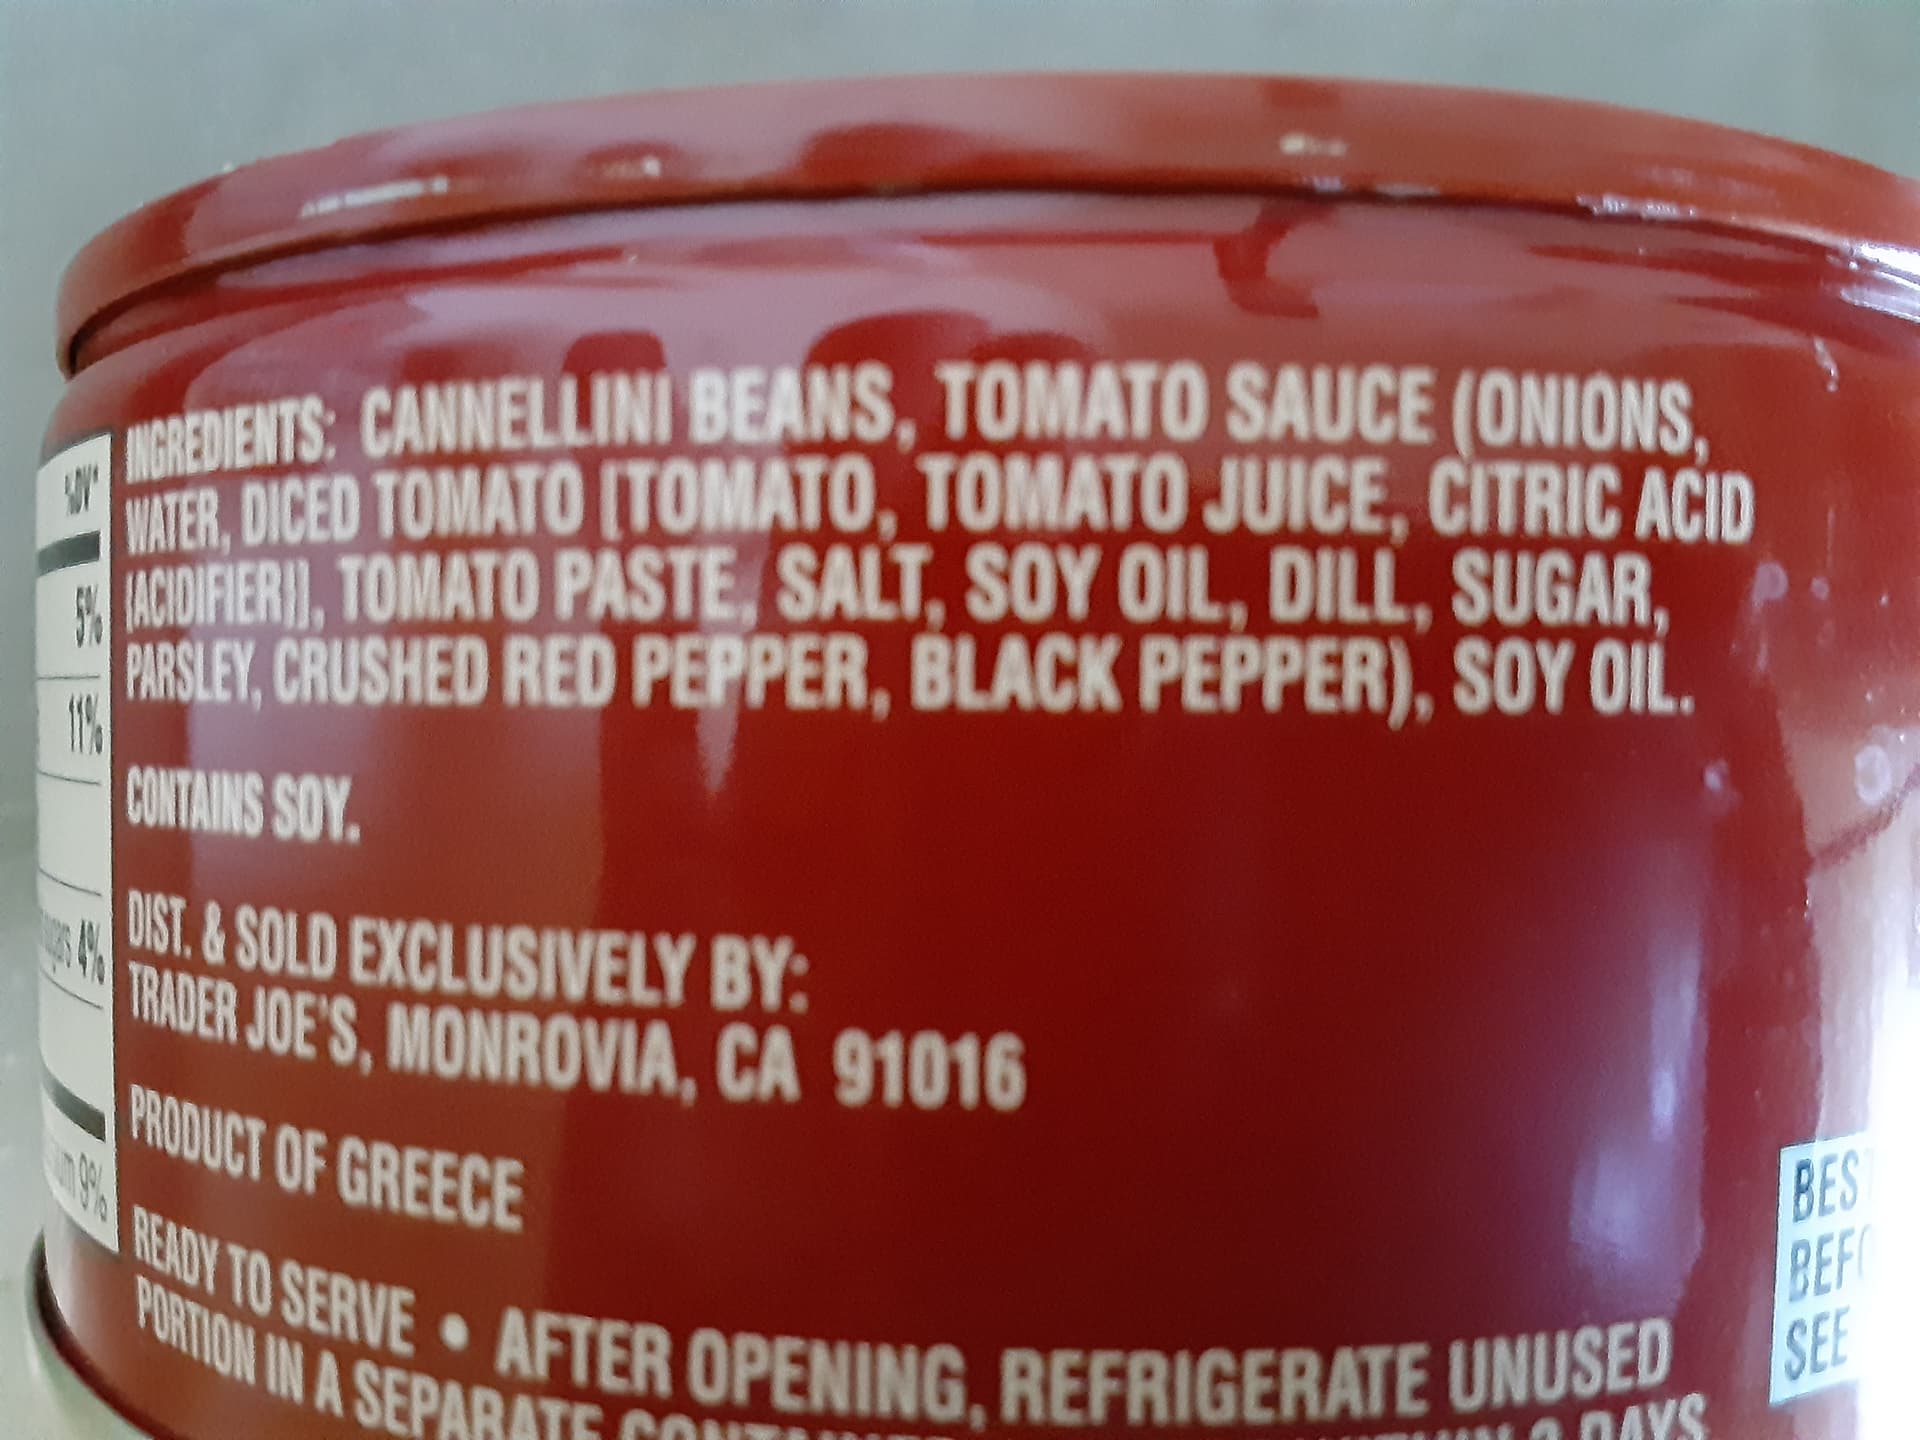 INGREDIENTS: CANNELLINI BEANS, TOMATO SAUCE (ONIONS,
WATER, DICED TOMATO [TOMATO, TOMATO JUICE, CITRIC ACID
{ACIDIFIER}], TOMATO PASTE, SALT, SOY OIL, DILL, SUGAR,
PARSLEY, CRUSHED RED PEPPER, BLACK PEPPER), SOY OIL.
CONTAINS SOY.
DIST. & SOLD EXCLUSIVELY BY:
TRADER JOE'S, MONROVIA, CA 91016
PRODUCT OF GREECE
READY TO SERVE • AFTER OPENING, REFRIGERATE UNUSED
PORTION IN A SEPARATE DAYS
%DV*
5%
11%
4%
9%
SEE